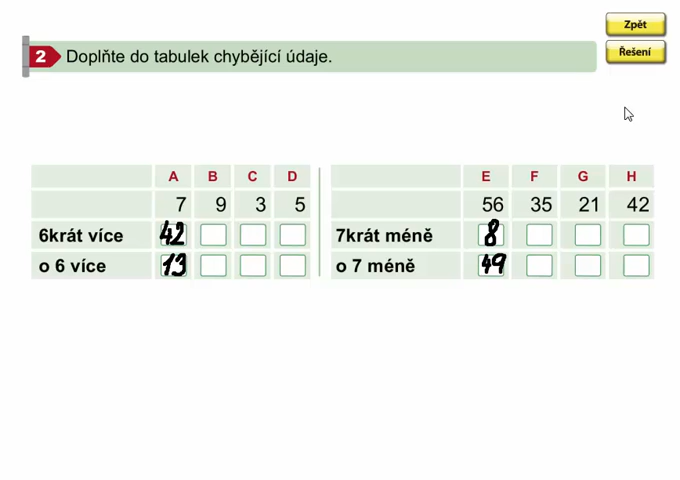 Zpět
2 Doplňte do tabulek chybějící údaje.
Řešení
A B C D
7 9 3 5
6krát více 42
o 6 více 13
E F G H
56 35 21 42
7krát méně 8
o 7 méně 49